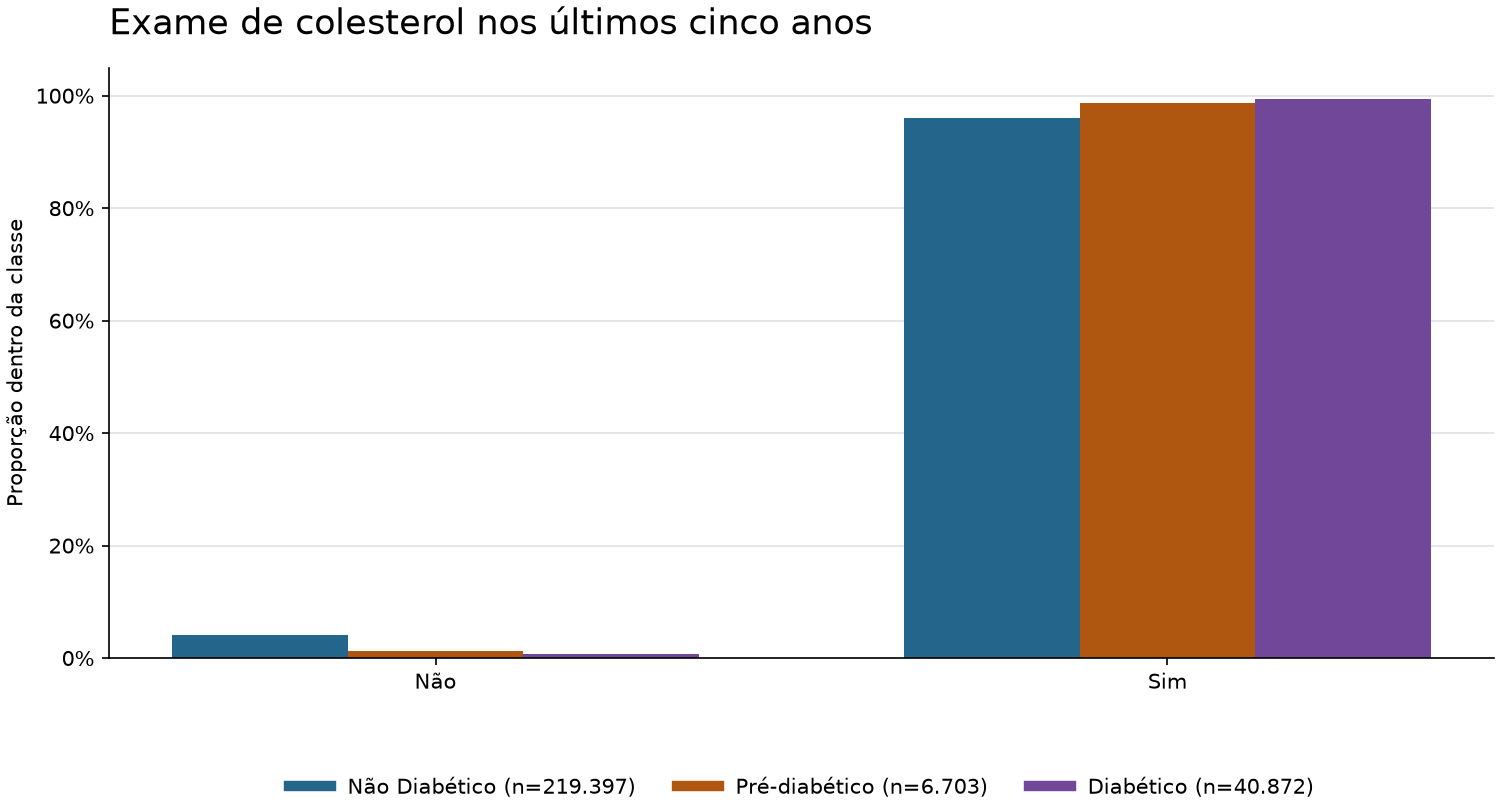 Exame de colesterol nos últimos cinco anos
Proporção dentro da classe
100%
80%
60%
40%
20%
0%
Não
Sim
Não Diabético (n=219.397)
Pré-diabético (n=6.703)
Diabético (n=40.872)